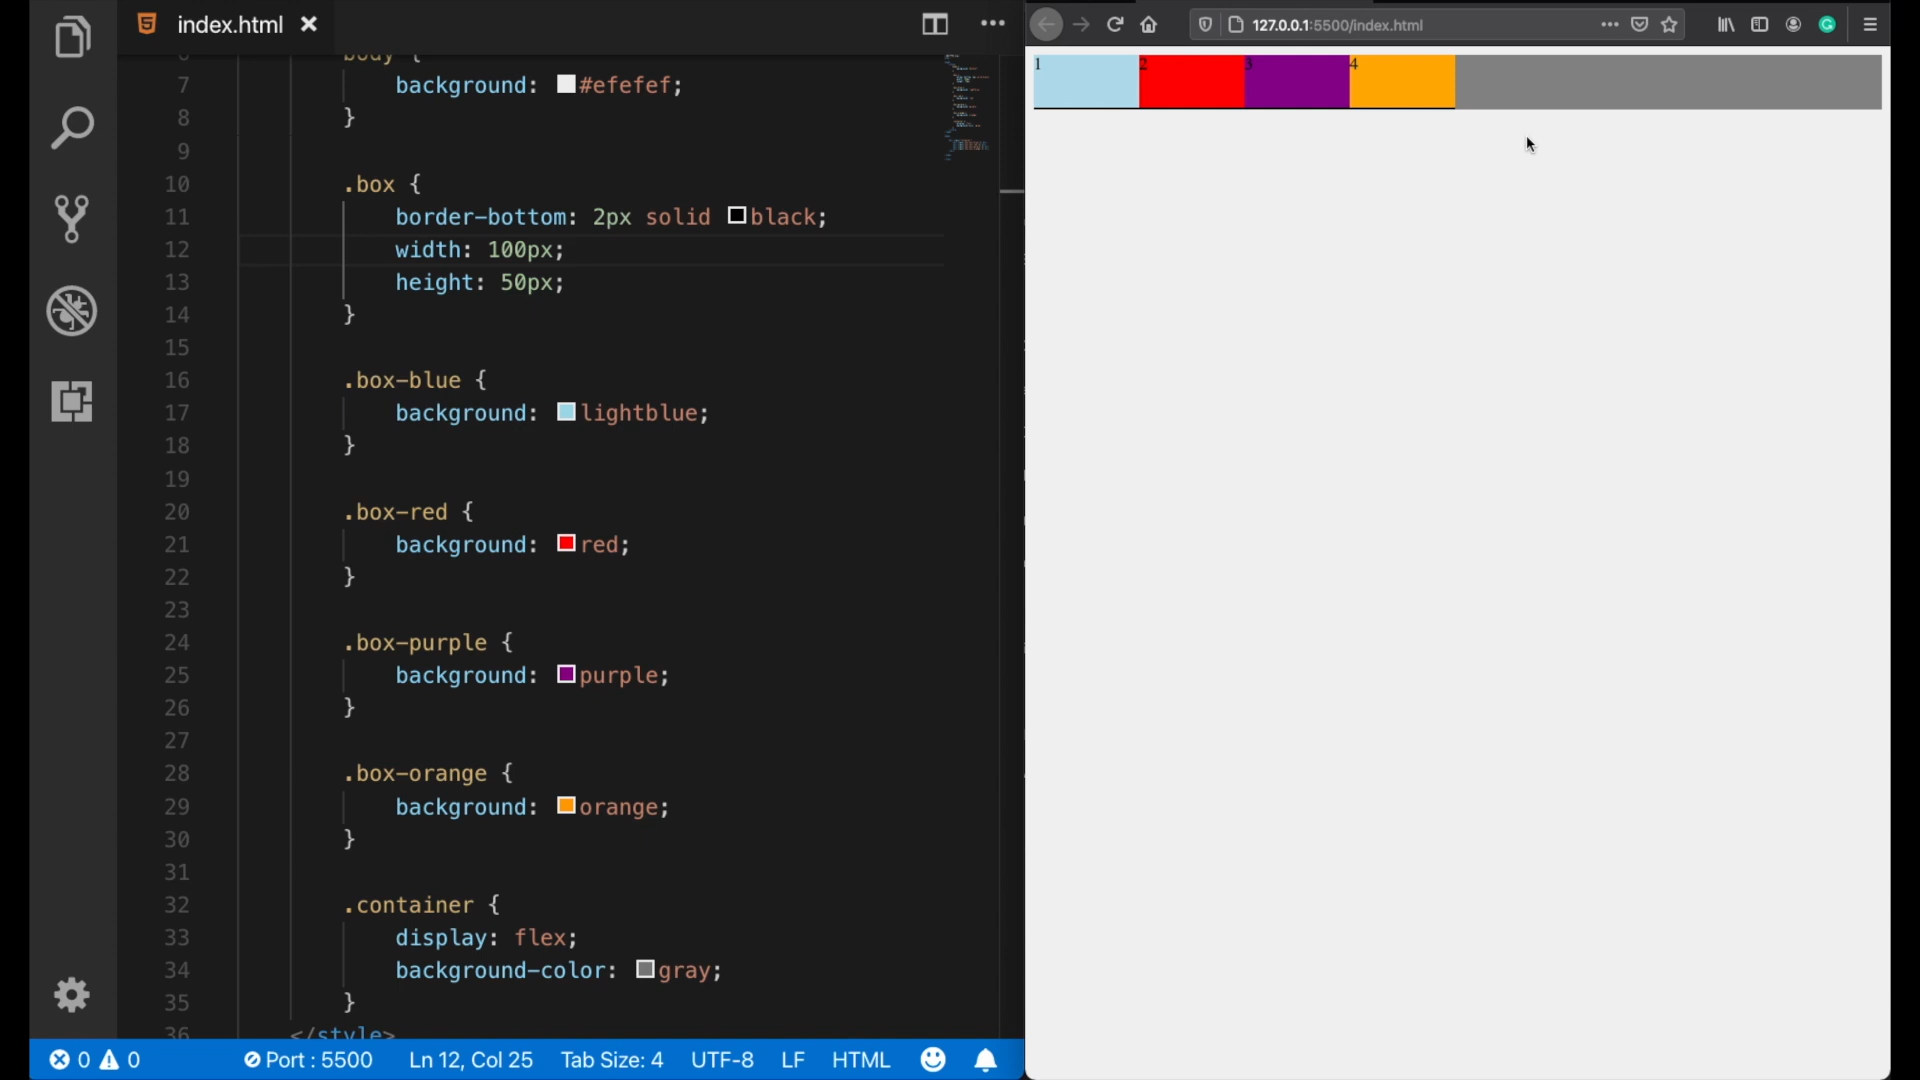 index.html
127.0.0.1:5500/index.html
6 body {
7 background: #efefef;
8 }
9
10 .box {
11 border-bottom: 2px solid black;
12 width: 100px;
13 height: 50px;
14 }
15
16 .box-blue {
17 background: lightblue;
18 }
19
20 .box-red {
21 background: red;
22 }
23
24 .box-purple {
25 background: purple;
26 }
27
28 .box-orange {
29 background: orange;
30 }
31
32 .container {
33 display: flex;
34 background-color: gray;
35 }
36 </style>
1 2 3 4
0 0 Port : 5500 Ln 12, Col 25 Tab Size: 4 UTF-8 LF HTML